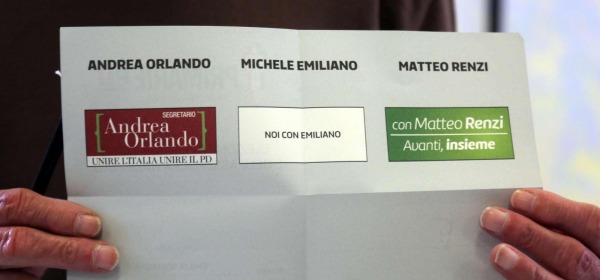 ANDREA ORLANDO
MICHELE EMILIANO
MATTEO RENZI
SEGRETARIO
{Andrea
Orlando}
UNIRE L'ITALIA UNIRE IL PD
NOI CON EMILIANO
con Matteo Renzi
Avanti, insieme